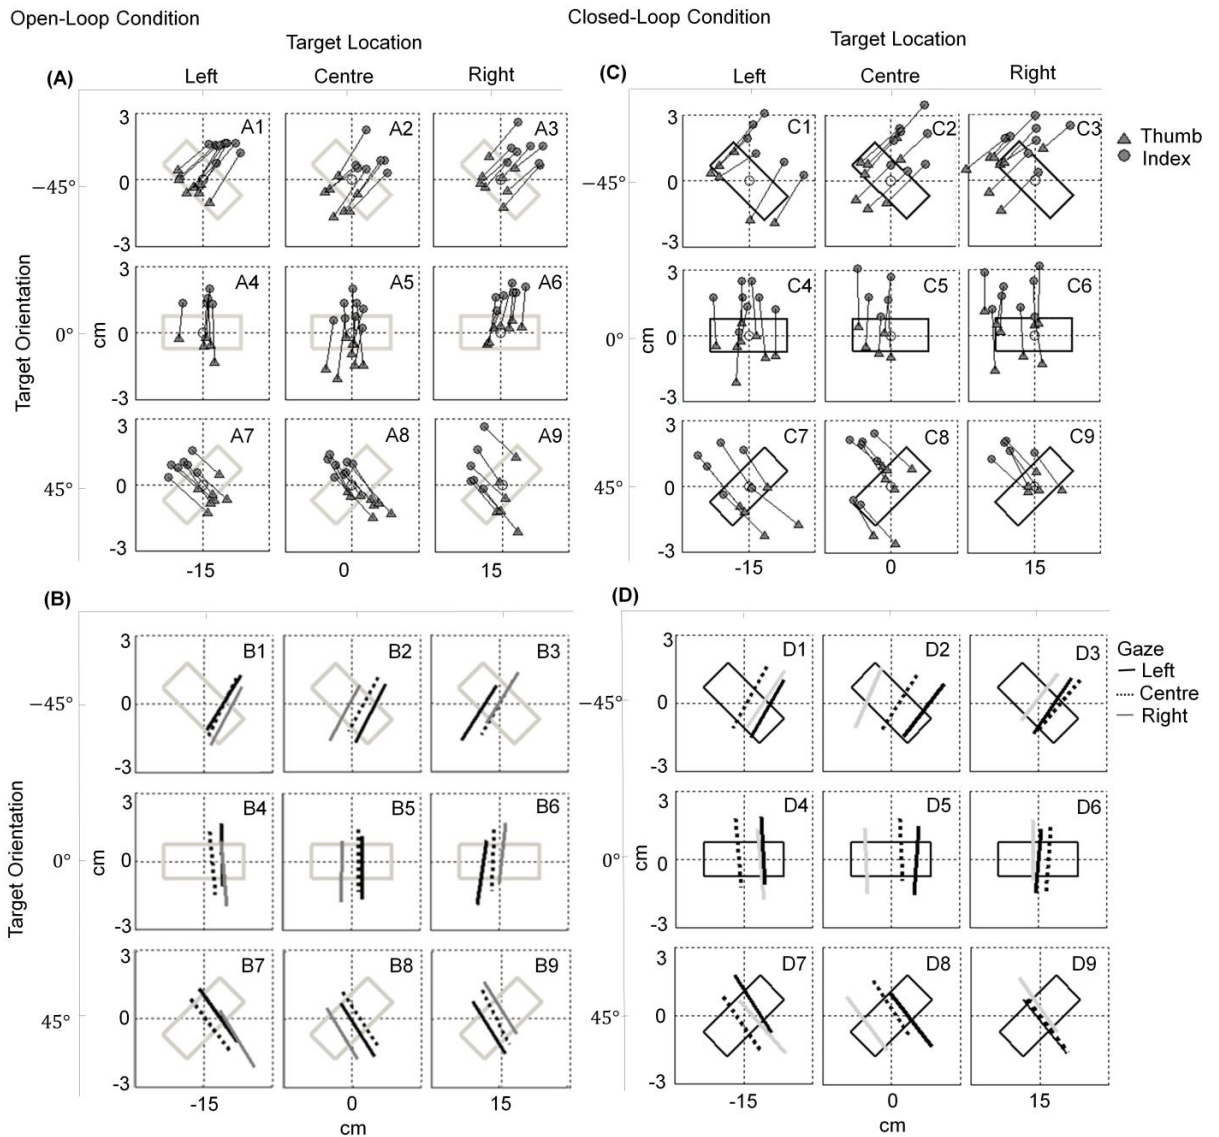 Open-Loop Condition
Target Location
(A) Left Centre Right
3 A1 A2 A3
−45° 0
-3
3 A4 A5 A6
0° cm 0
-3
3 A7 A8 A9
45° 0
-3
-15 0 15
Target Orientation
Closed-Loop Condition
Target Location
(C) Left Centre Right
3 C1 C2 C3
−45° 0
-3
3 C4 C5 C6
0° cm 0
-3
3 C7 C8 C9
45° 0
-3
-15 0 15
Thumb
Index
(B)
3 B1 B2 B3
−45° 0
-3
3 B4 B5 B6
0° cm 0
-3
3 B7 B8 B9
45° 0
-3
-15 0 15
cm
Target Orientation
(D)
3 D1 D2 D3
−45° 0
-3
3 D4 D5 D6
0° cm 0
-3
3 D7 D8 D9
45° 0
-3
-15 0 15
cm
Gaze
Left
Centre
Right